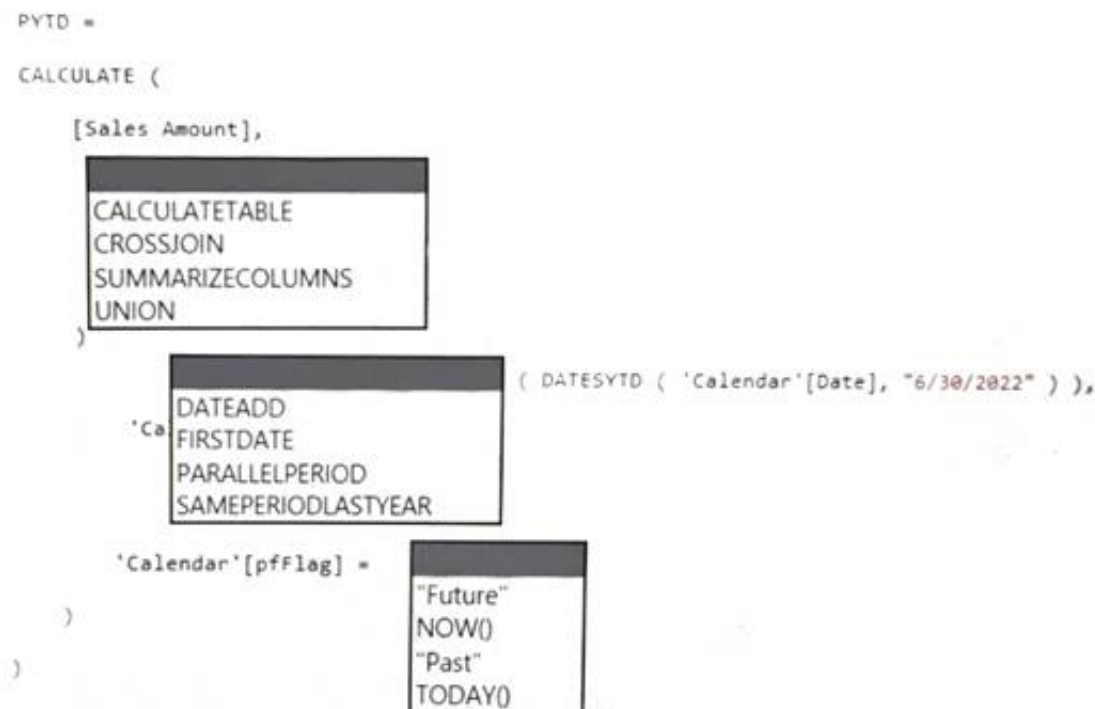 PYTD =
CALCULATE (
[Sales Amount],
CALCULATETABLE
CROSSJOIN
SUMMARIZECOLUMNS
UNION
)
( DATESYTD ( 'Calendar'[Date], "6/30/2022" ) ),
DATEADD
'Ca
FIRSTDATE
PARALLELPERIOD
SAMEPERIODLASTYEAR
'Calendar'[pfFlag] =
"Future"
NOW()
"Past"
TODAY()
)
)